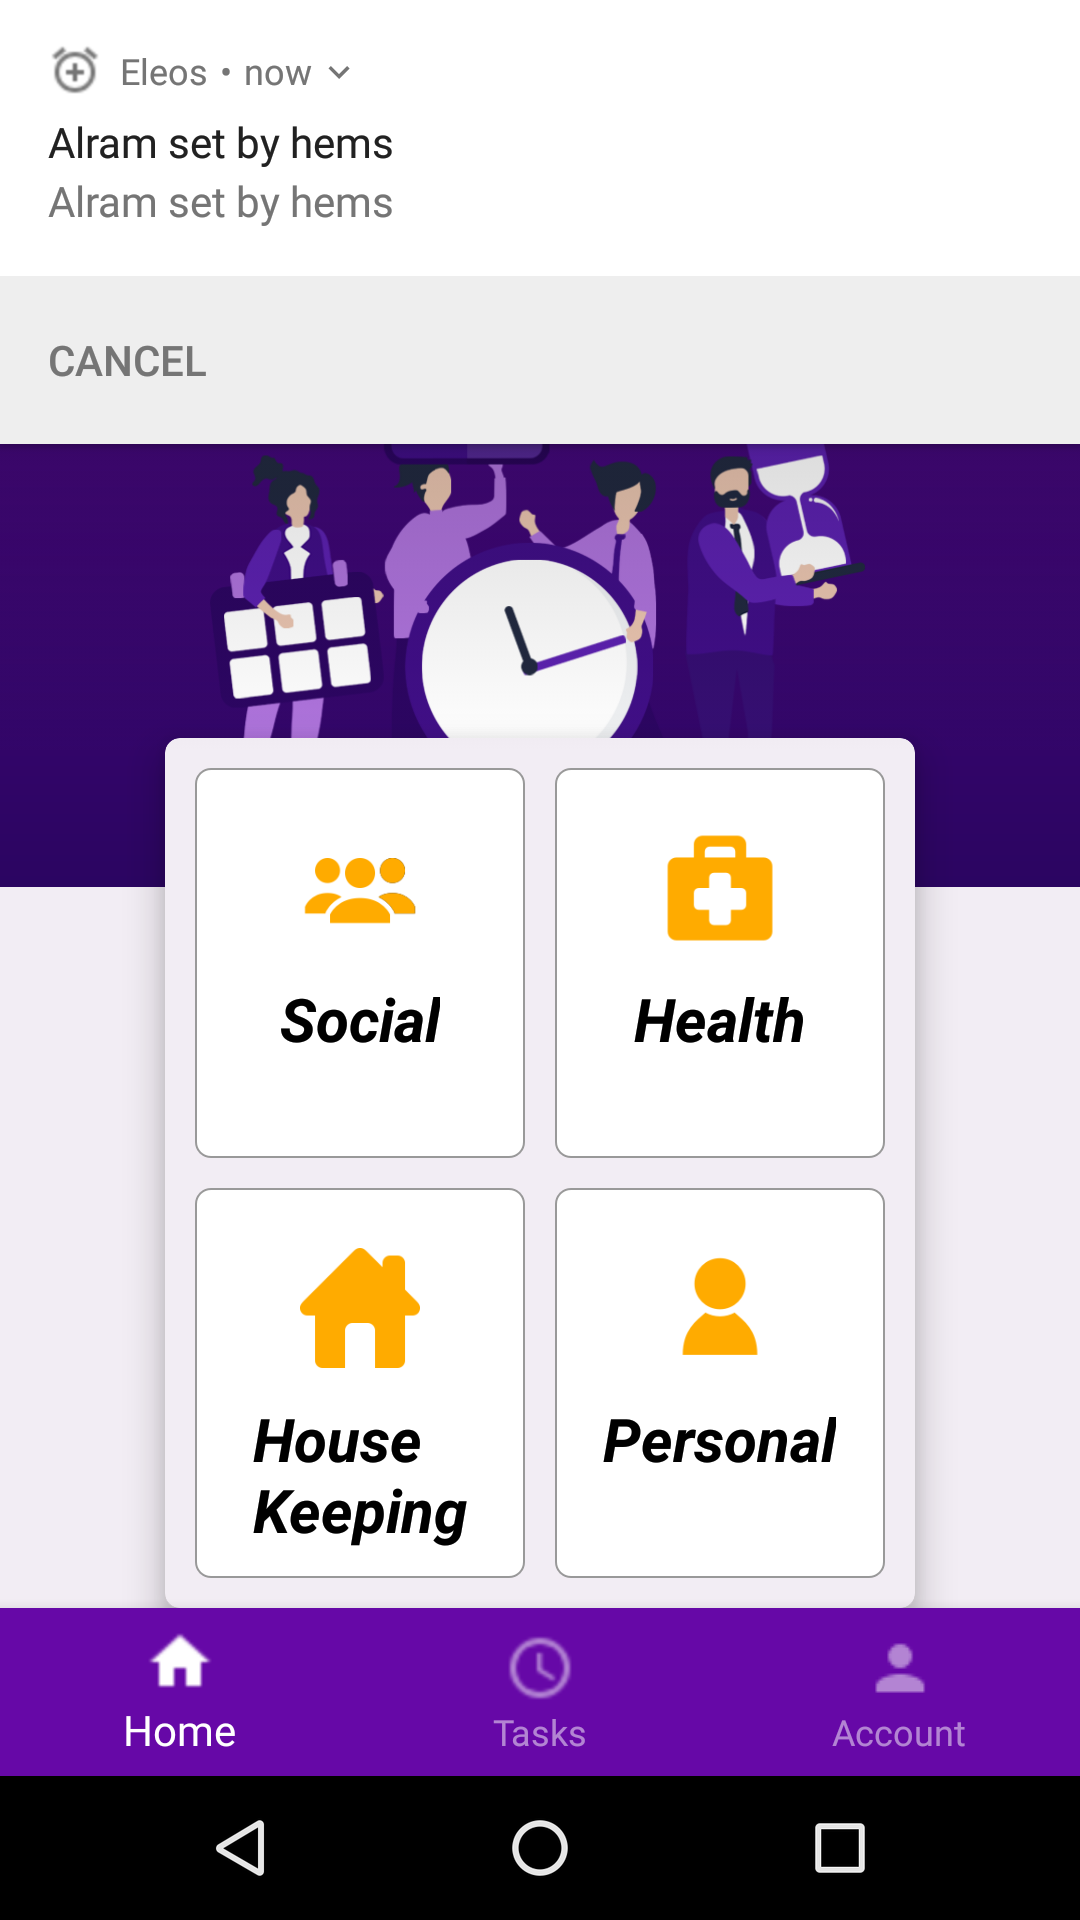 Eleos • now
Alram set by hems
Alram set by hems
CANCEL
Social
Health
House
Keeping
Personal
Home
Tasks
Account